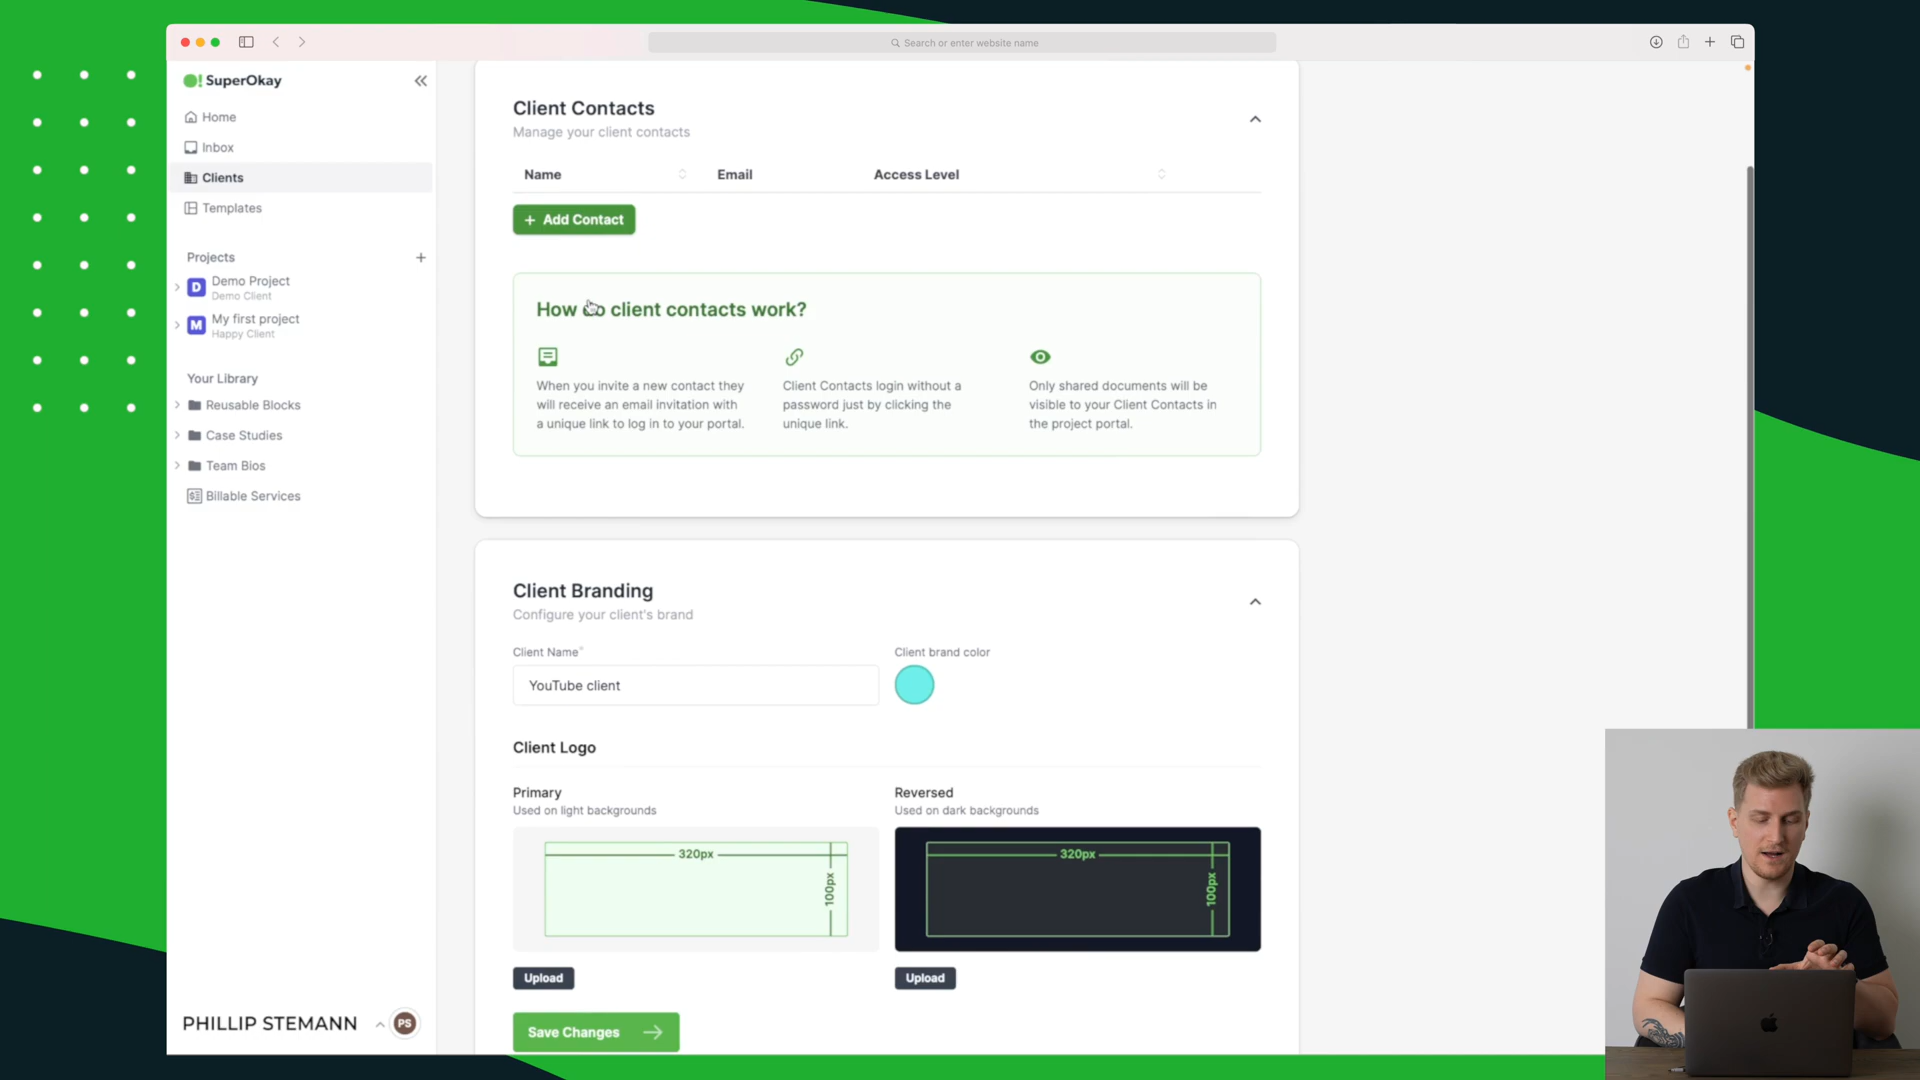 Search or enter website name
SuperOkay
Home
Inbox
Clients
Templates
Projects
D
Demo Project
Demo Client
M
My first project
Happy Client
Your Library
Reusable Blocks
Case Studies
Team Bios
Billable Services
PHILLIP STEMANN
PS
Client Contacts
Manage your client contacts
Name
Email
Access Level
+ Add Contact
How do client contacts work?
When you invite a new contact they
will receive an email invitation with
a unique link to log in to your portal.
Client Contacts login without a
password just by clicking the
unique link.
Only shared documents will be
visible to your Client Contacts in
the project portal.
Client Branding
Configure your client's brand
Client Name*
YouTube client
Client brand color
Client Logo
Primary
Used on light backgrounds
320px
100px
Upload
Reversed
Used on dark backgrounds
320px
100px
Upload
Save Changes